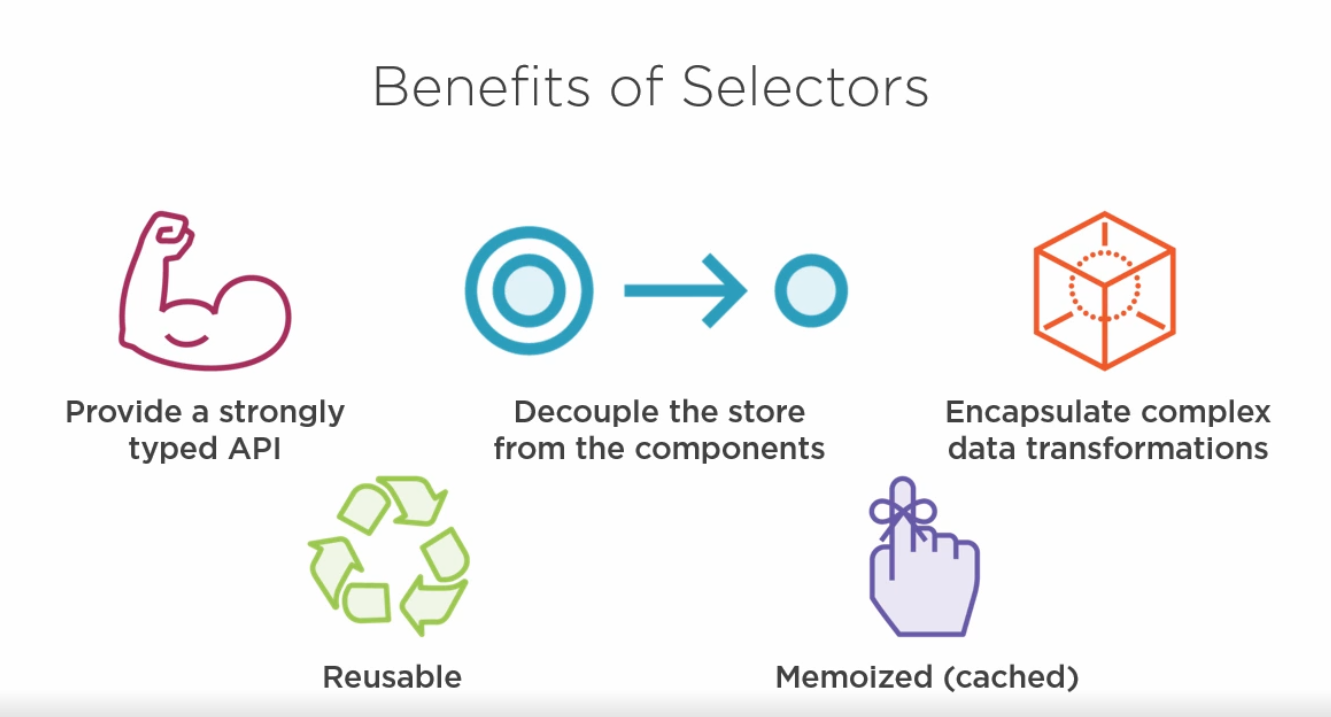 Benefits of Selectors
Provide a strongly
typed API
Decouple the store
from the components
Encapsulate complex
data transformations
Reusable
Memoized (cached)